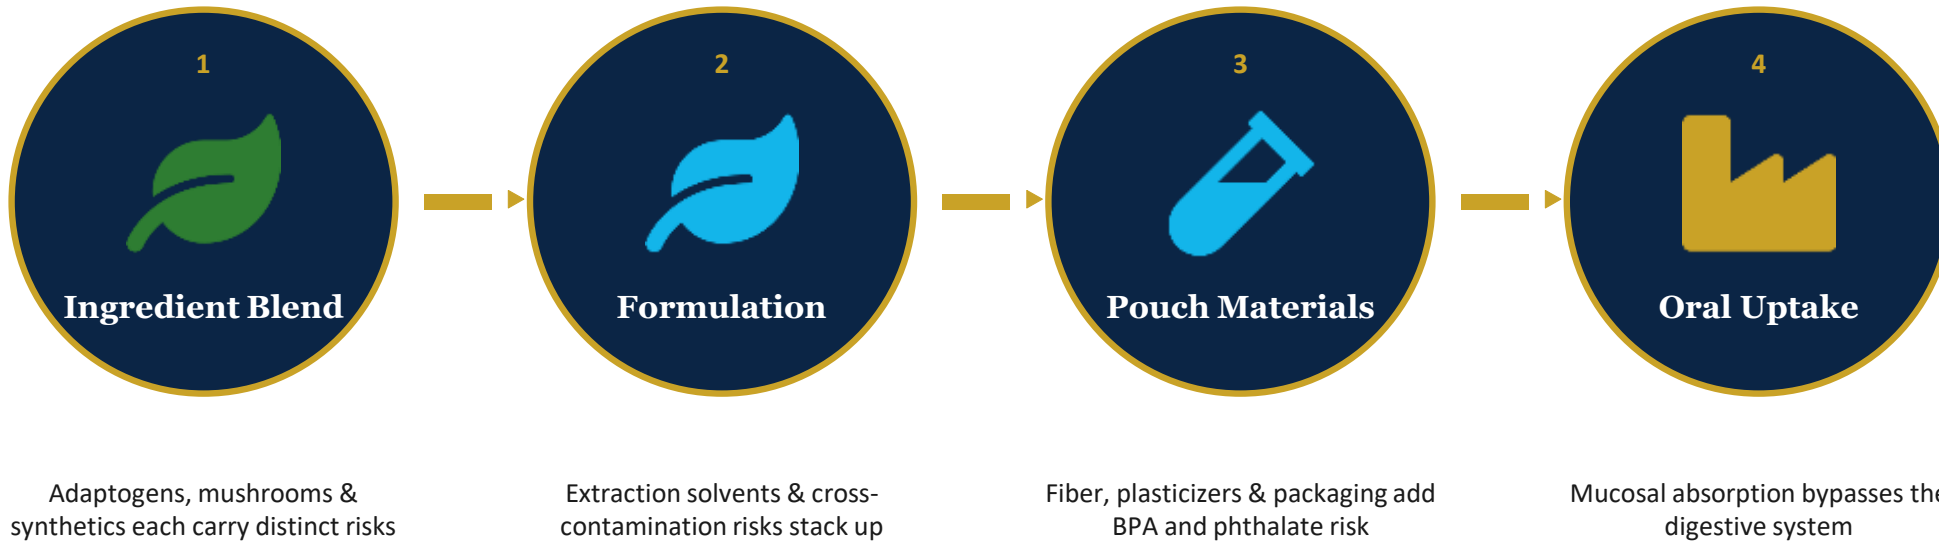 1
Ingredient Blend
Adaptogens, mushrooms &
synthetics each carry distinct risks
2
Formulation
Extraction solvents & cross-
contamination risks stack up
3
Pouch Materials
Fiber, plasticizers & packaging add
BPA and phthalate risk
4
Oral Uptake
Mucosal absorption bypasses the
digestive system